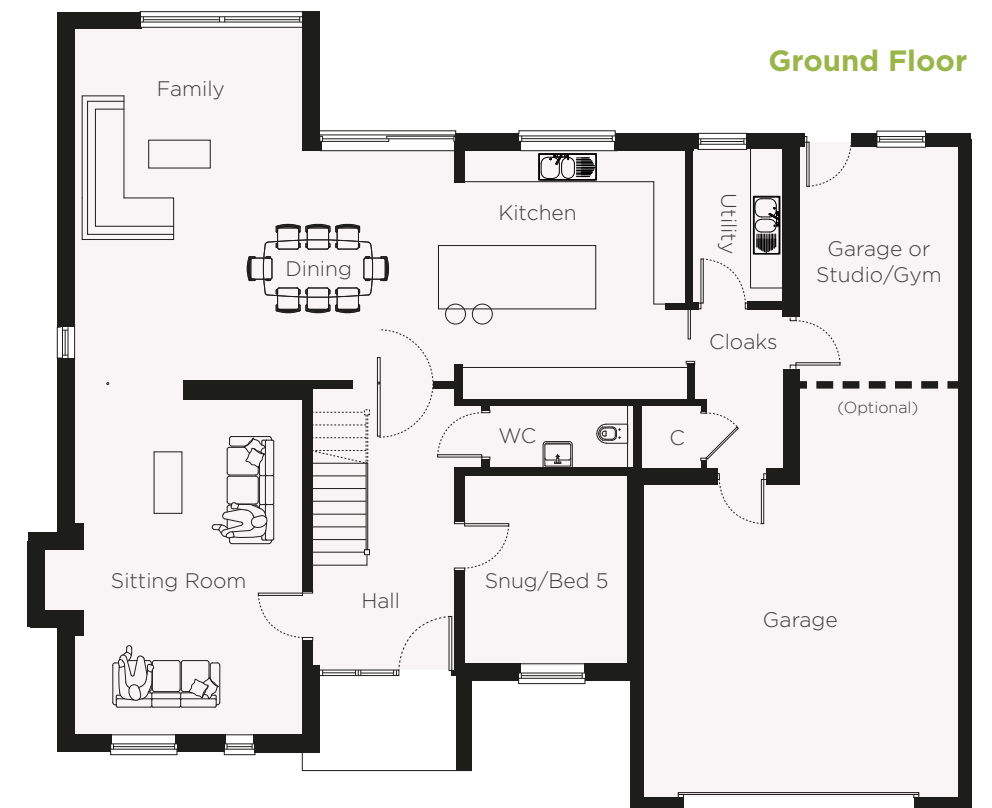 Ground Floor
Family
Kitchen
Utility
Dining
Garage or
Studio/Gym
Cloaks
(Optional)
WC
C
Sitting Room
Hall
Snug/Bed 5
Garage